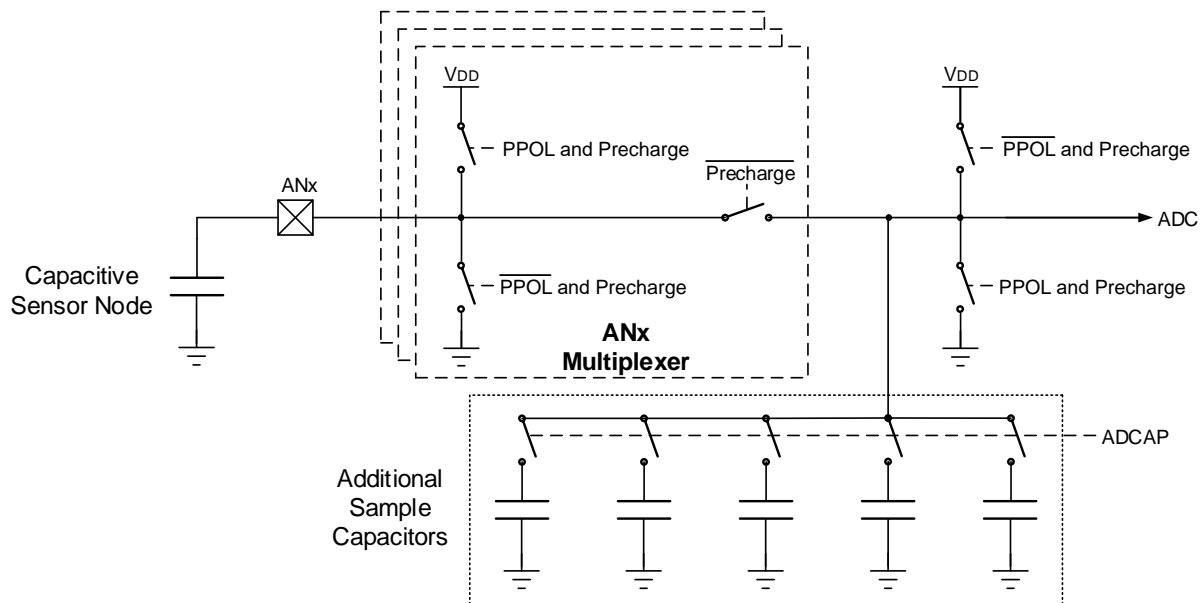 VDD
VDD
PPOL and Precharge
Precharge
PPOL and Precharge
ANx
ADC
Capacitive
Sensor Node
PPOL and Precharge
PPOL and Precharge
ANx
Multiplexer
ADCAP
Additional
Sample
Capacitors